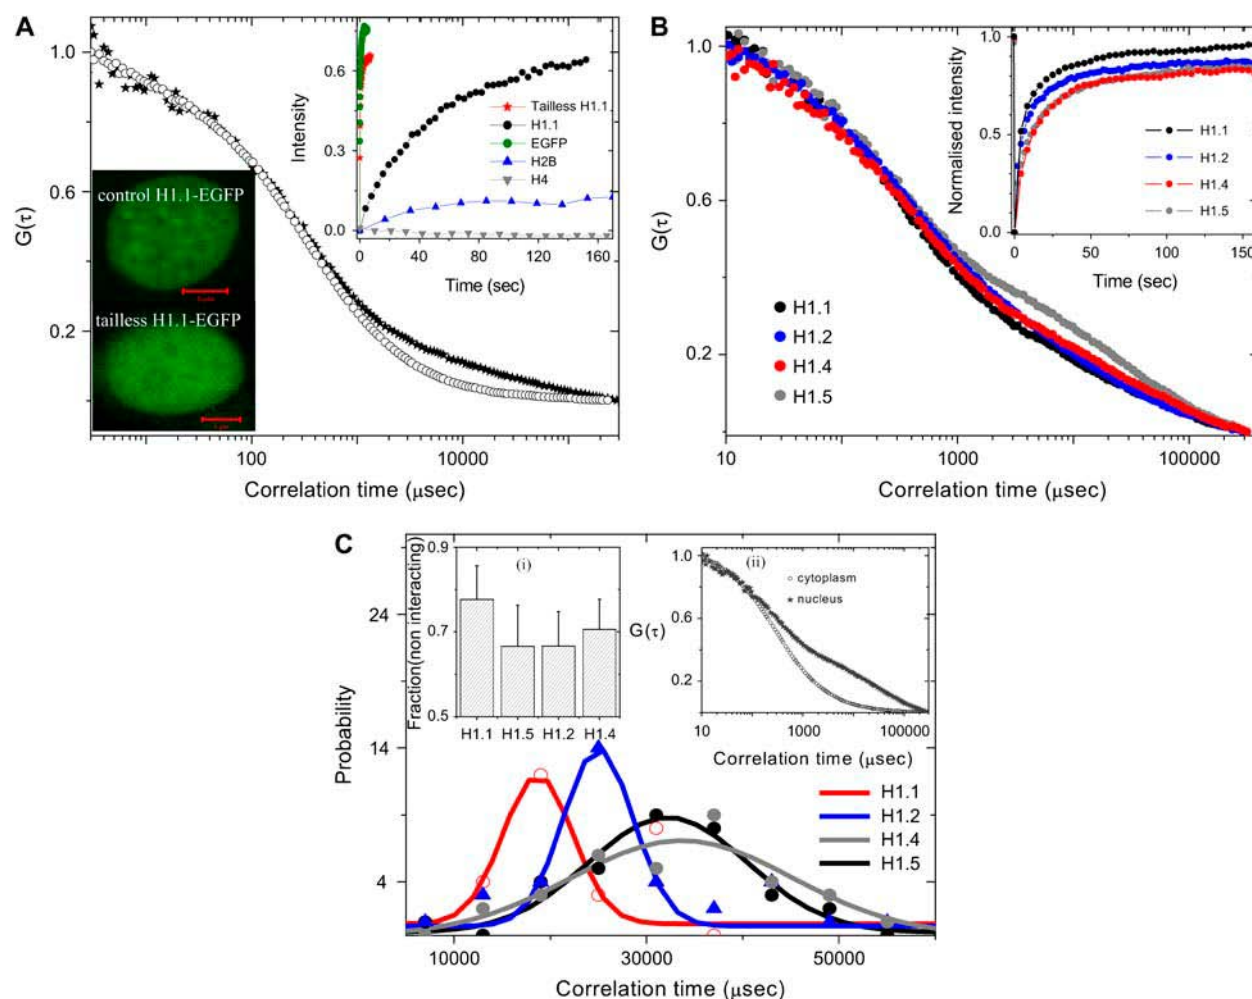 A
1.0
0.6
0.2
G(τ)
100
10000
Correlation time (μsec)
control H1.1-EGFP
tailless H1.1-EGFP
0.6
0.3
0.0
Intensity
0
40
80
120
160
Time (sec)
Tailless H1.1
H1.1
EGFP
H2B
H4
B
1.0
0.6
0.2
G(τ)
10
1000
100000
Correlation time (μsec)
H1.1
H1.2
H1.4
H1.5
1.0
0.5
0.0
Normalised intensity
0
50
100
150
Time (sec)
H1.1
H1.2
H1.4
H1.5
C
24
14
4
Probability
10000
30000
50000
Correlation time (μsec)
0.9
0.7
0.5
Fraction(non interacting)
(i)
H1.1
H1.5
H1.2
H1.4
1.0
0.6
0.2
G(τ)
(ii)
cytoplasm
nucleus
10
1000
100000
Correlation time (μsec)
H1.1
H1.2
H1.4
H1.5